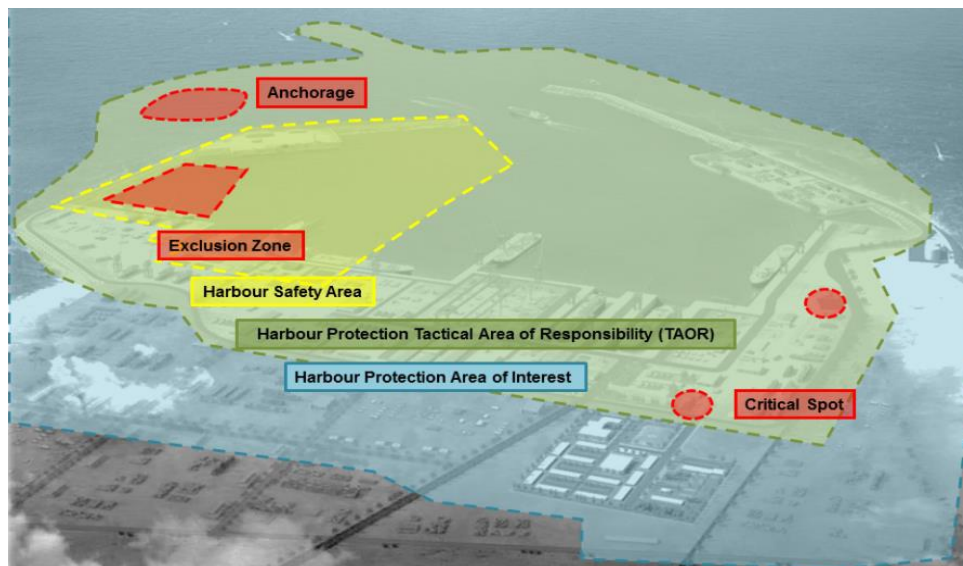 Anchorage
Exclusion Zone
Harbour Safety Area
Harbour Protection Tactical Area of Responsibility (TAOR)
Harbour Protection Area of Interest
Critical Spot